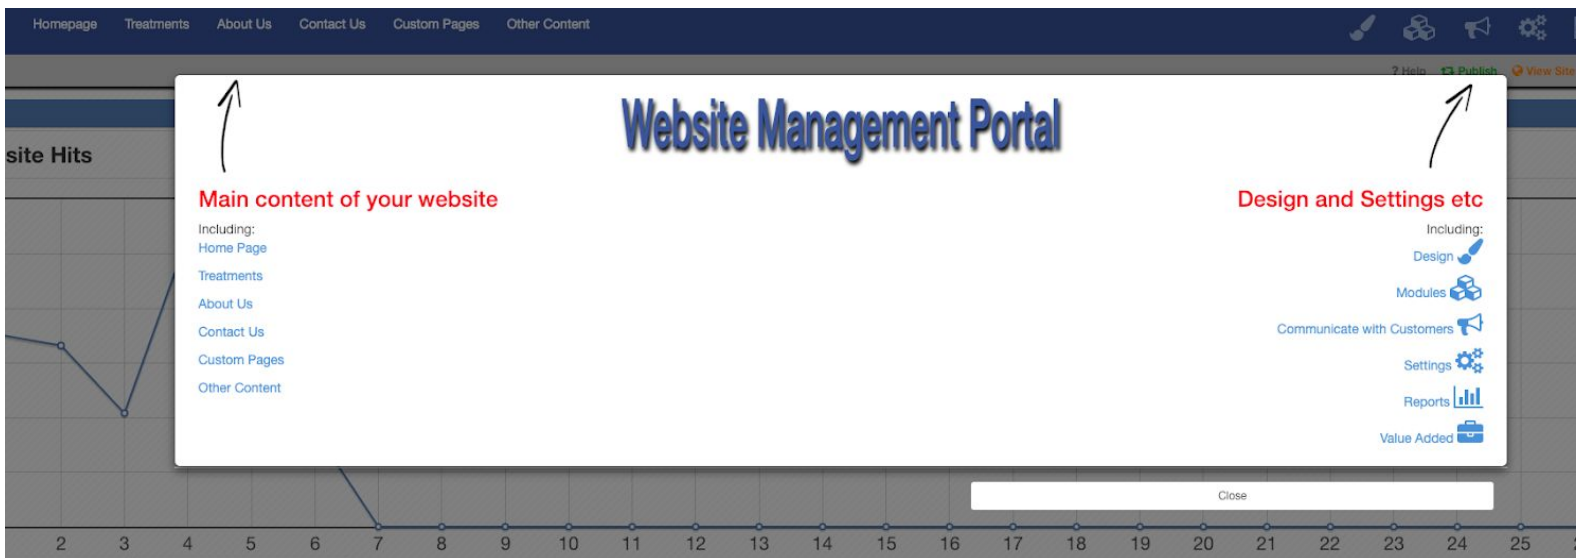 Homepage Treatments About Us Contact Us Custom Pages Other Content
? Help Publish View Site
site Hits
Website Management Portal
Main content of your website
Including:
Home Page
Treatments
About Us
Contact Us
Custom Pages
Other Content
Design and Settings etc
Including:
Design
Modules
Communicate with Customers
Settings
Reports
Value Added
Close
2 3 4 5 6 7 8 9 10 11 12 13 14 15 16 17 18 19 20 21 22 23 24 25